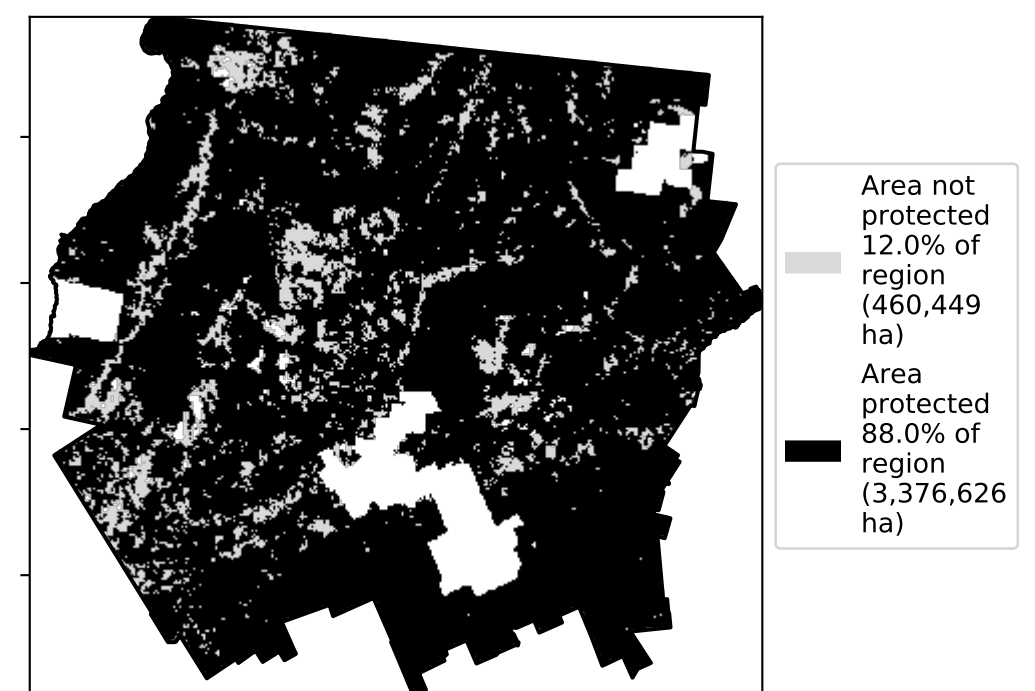 Area not
protected
12.0% of
region
(460,449
ha)
Area
protected
88.0% of
region
(3,376,626
ha)